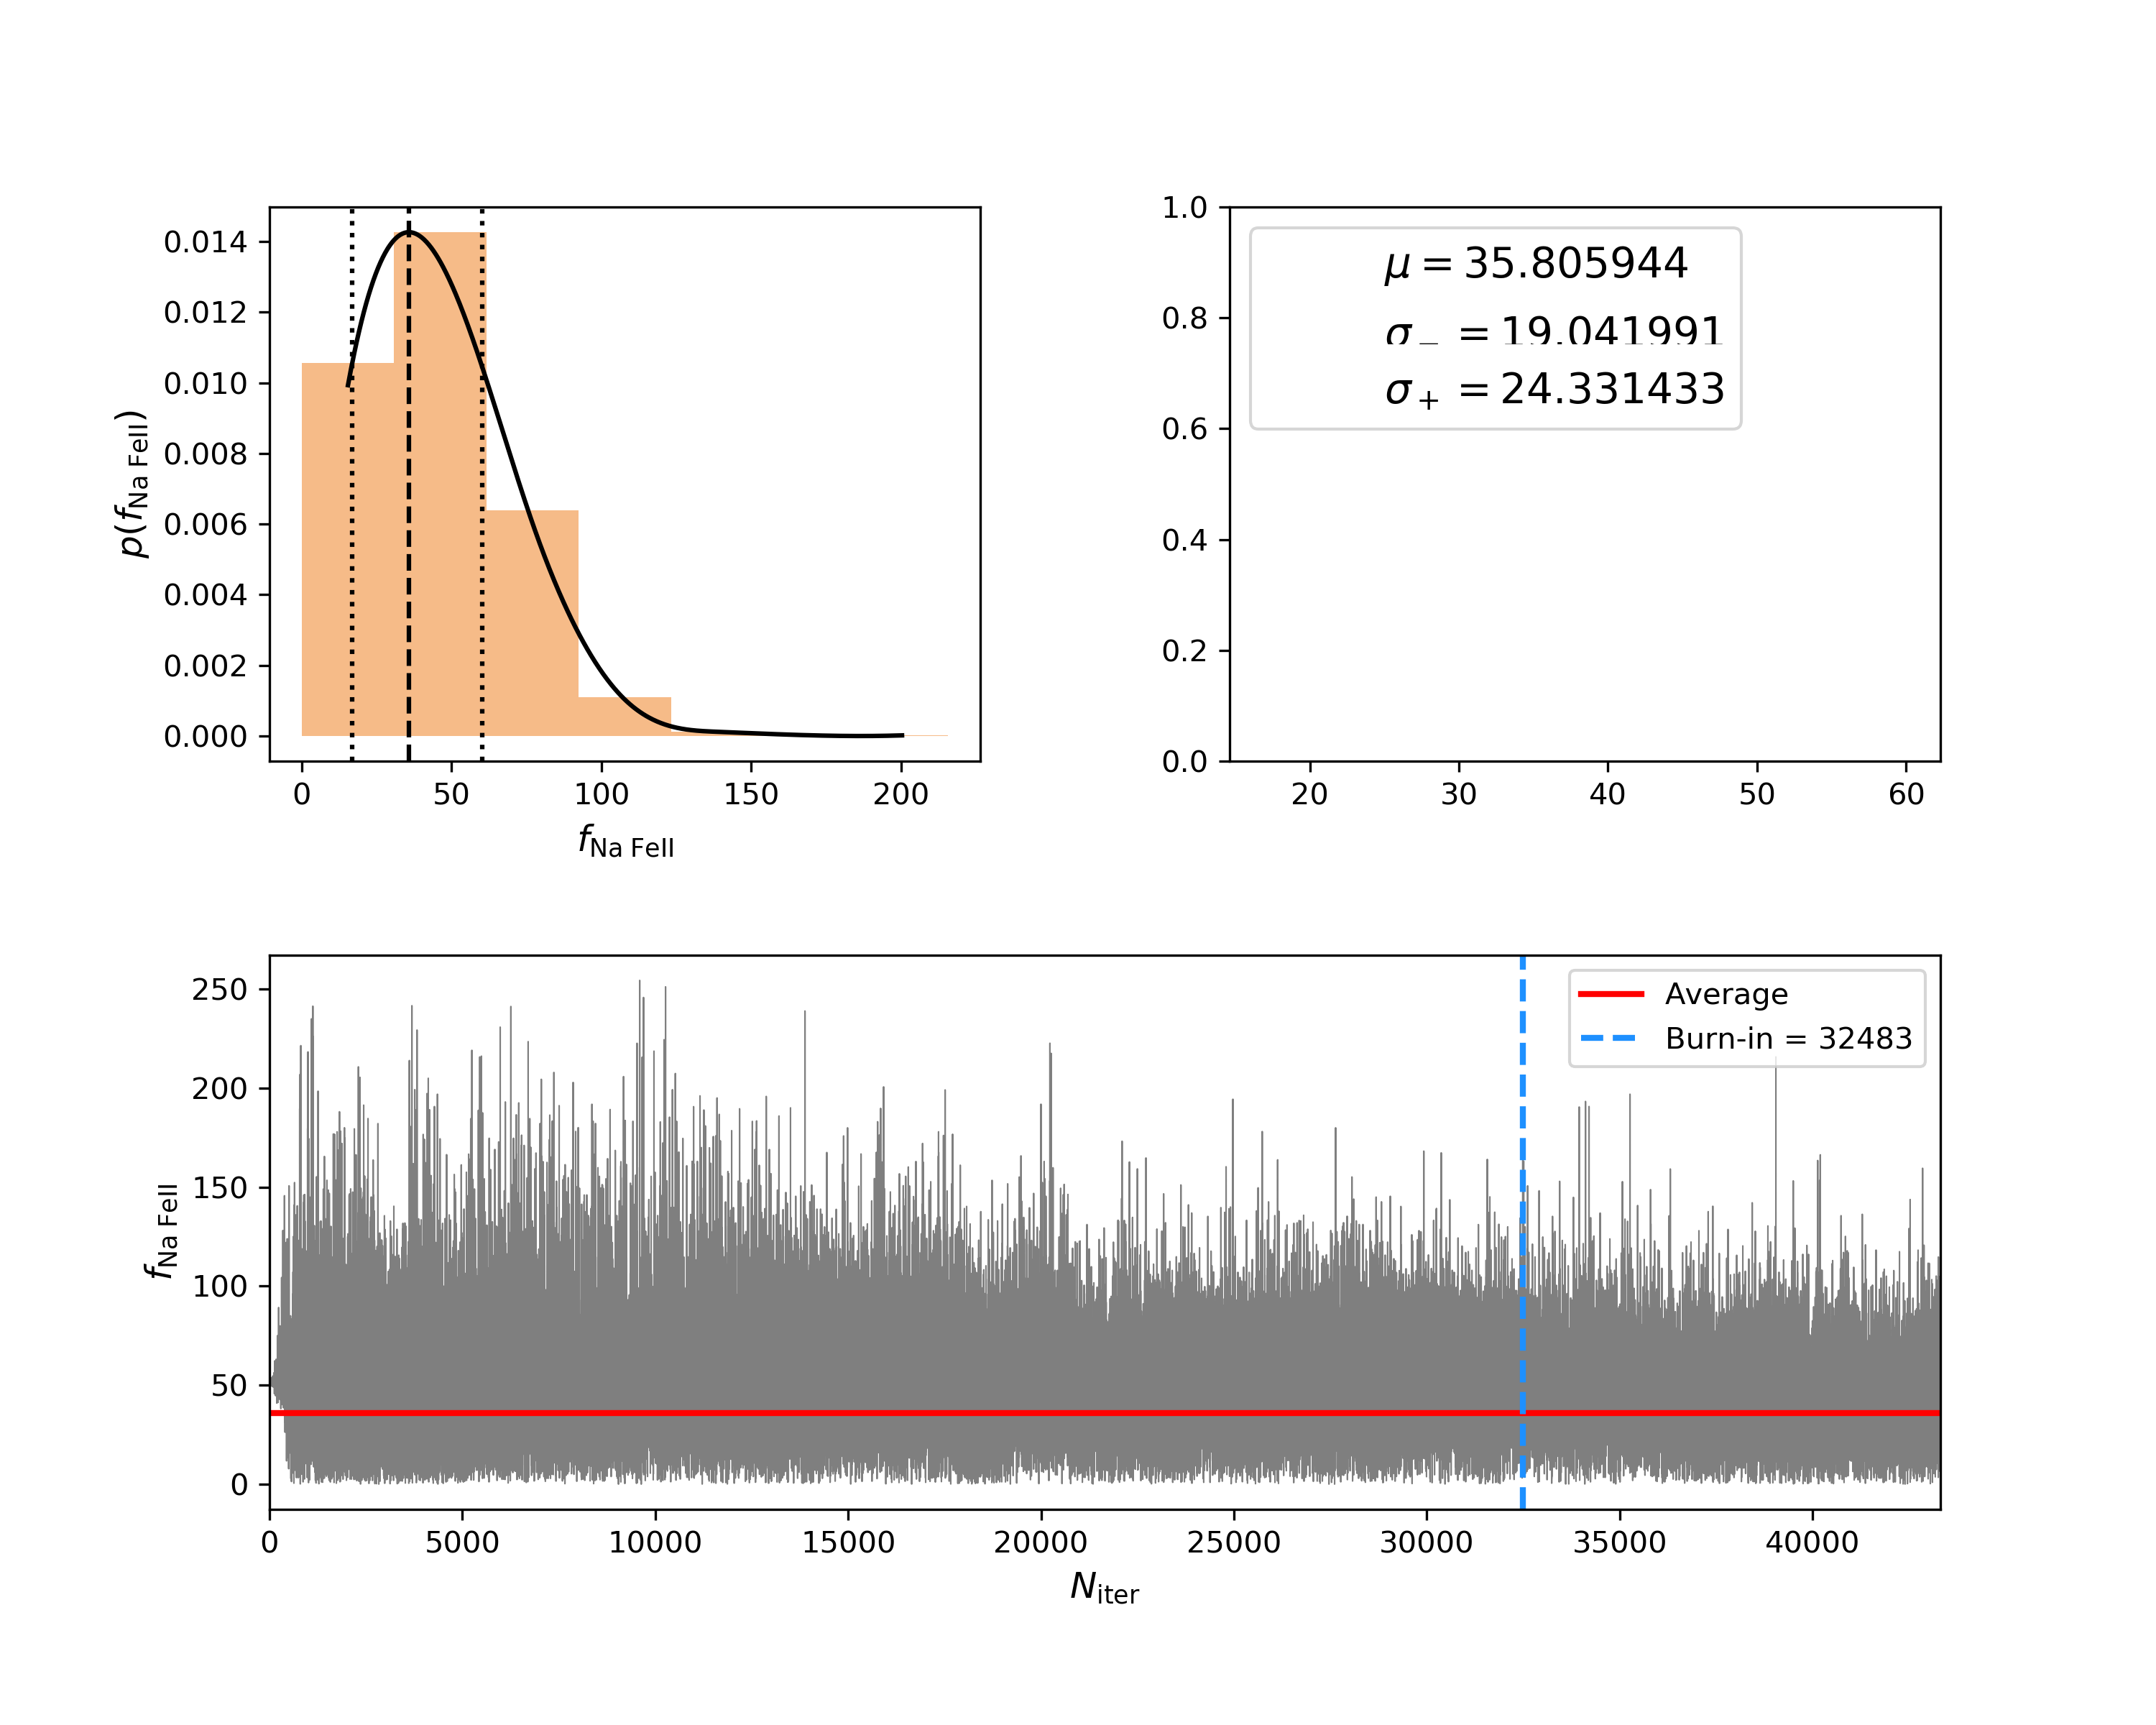 0.014
0.012
0.010
0.008
0.006
0.004
0.002
0.000
p(f_Na FeII)
0 50 100 150 200
f_Na FeII
1.0
0.8
0.6
0.4
0.2
0.0
μ = 35.805944
σ₋ = 19.041991
σ₊ = 24.331433
20 30 40 50 60
250
200
150
100
50
0
f_Na FeII
Average
Burn-in = 32483
0 5000 10000 15000 20000 25000 30000 35000 40000
N_iter